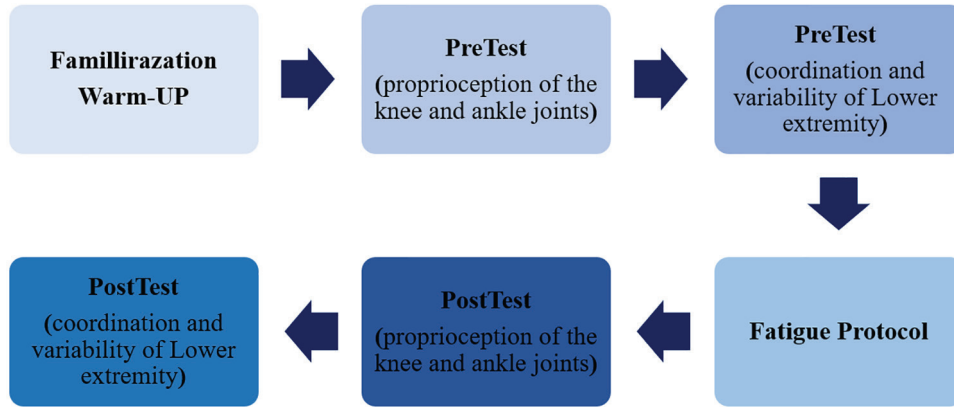 Famillirazation
Warm-UP
PreTest
(proprioception of the
knee and ankle joints)
PreTest
(coordination and
variability of Lower
extremity)
Fatigue Protocol
PostTest
(proprioception of the
knee and ankle joints)
PostTest
(coordination and
variability of Lower
extremity)